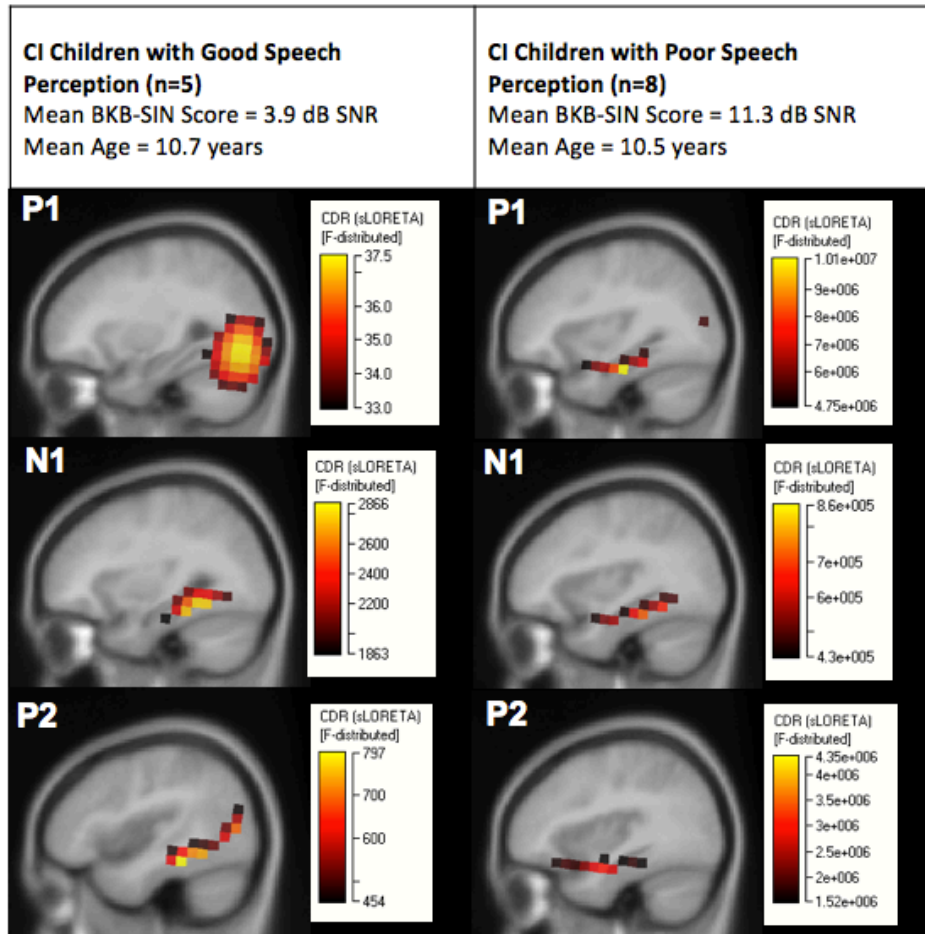 CI Children with Good Speech
Perception (n=5)
Mean BKB-SIN Score = 3.9 dB SNR
Mean Age = 10.7 years
CI Children with Poor Speech
Perception (n=8)
Mean BKB-SIN Score = 11.3 dB SNR
Mean Age = 10.5 years
P1
CDR (sLORETA)
[F-distributed]
37.5
36.0
35.0
34.0
33.0
P1
CDR (sLORETA)
[F-distributed]
1.01e+007
9e+006
8e+006
7e+006
6e+006
4.75e+006
N1
CDR (sLORETA)
[F-distributed]
2866
2600
2400
2200
1863
N1
CDR (sLORETA)
[F-distributed]
8.6e+005
7e+005
6e+005
4.3e+005
P2
CDR (sLORETA)
[F-distributed]
797
700
600
454
P2
CDR (sLORETA)
[F-distributed]
4.35e+006
4e+006
3.5e+006
3e+006
2.5e+006
2e+006
1.52e+006